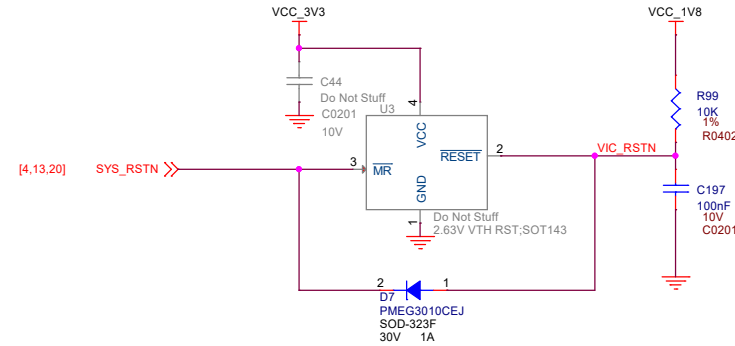 VCC_3V3
VCC_1V8
C44
Do Not Stuff
C0201
10V
U3
4
VCC
R99
10K
1%
R0402
[4,13,20]
SYS_RSTN
3
MR
RESET
2
VIC_RSTN
GND
1
Do Not Stuff
2.63V VTH RST;SOT143
C197
100nF
10V
C0201
2
1
D7
PMEG3010CEJ
SOD-323F
30V 1A